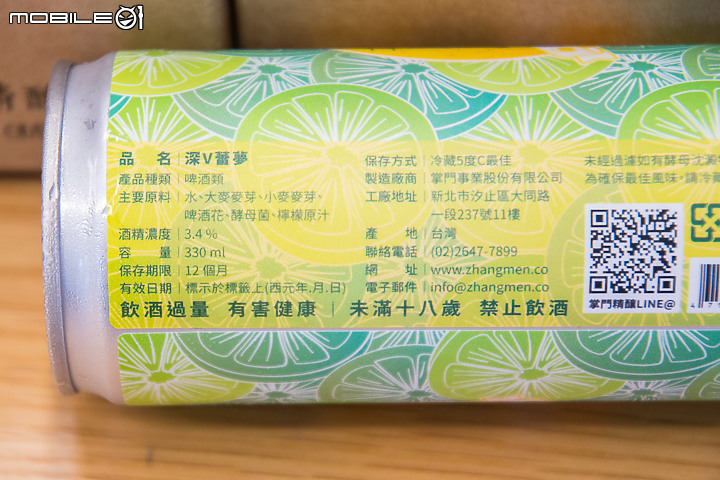 MOBILE01
品名 深V蕾夢
產品種類 啤酒類
主要原料 水、大麥麥芽、小麥麥芽、
啤酒花、酵母菌、檸檬原汁
酒精濃度 3.4 %
容量 330 ml
保存期限 12 個月
有效日期 標示於標籤上(西元年.月.日)
保存方式 冷藏5度C最佳
製造廠商 掌門事業股份有限公司
工廠地址 新北市汐止區大同路
一段237號11樓
產地 台灣
聯絡電話 (02)2647-7899
網址 www.zhangmen.co
電子郵件 info@zhangmen.co
飲酒過量 有害健康 | 未滿十八歲 禁止飲酒
未經過濾如有酵母沈澱
為確保最佳風味,請冷藏
掌門精釀LINE@